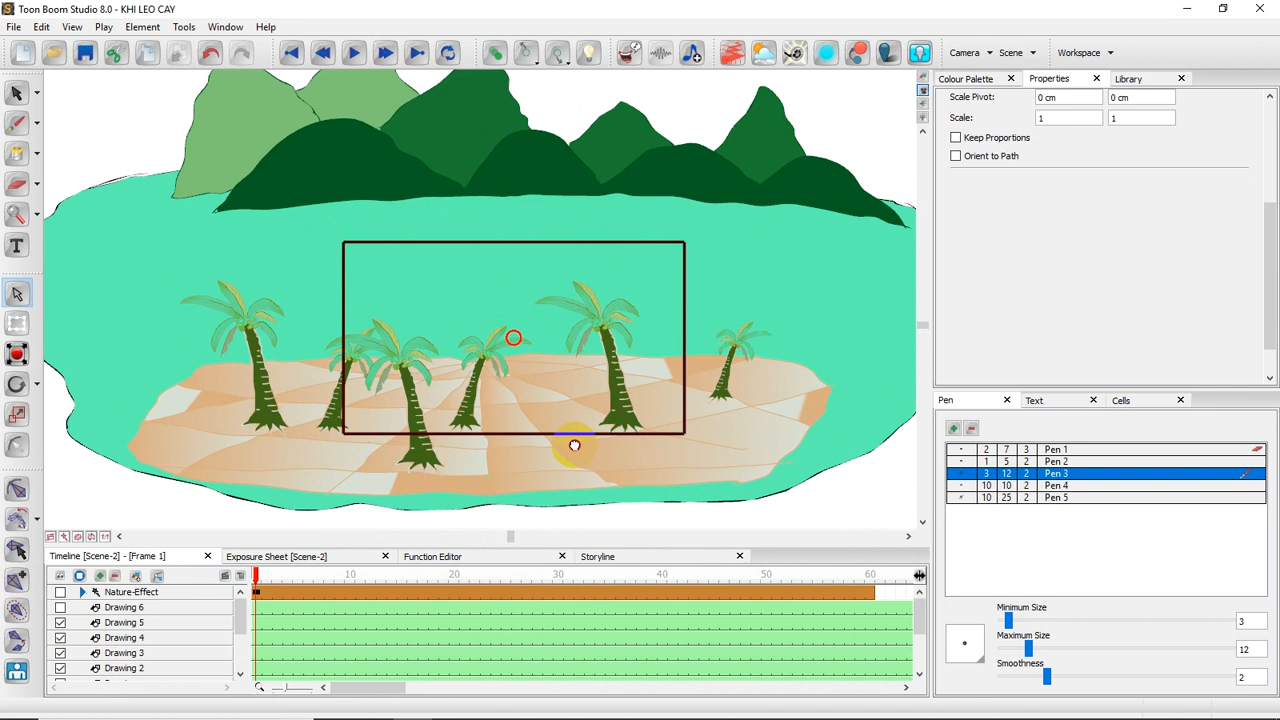 Toon Boom Studio 8.0 - KHI LEO CAY
File Edit View Play Element Tools Window Help
Camera Scene Workspace
Colour Palette Properties Library
Scale Pivot: 0 cm 0 cm
Scale: 1 1
Keep Proportions
Orient to Path
T
Pen Text Cells
2 7 3 Pen 1
1 5 2 Pen 2
3 12 2 Pen 3
10 10 2 Pen 4
10 25 2 Pen 5
Minimum Size
3
Maximum Size
12
Smoothness
2
Timeline [Scene-2] - [Frame 1] Exposure Sheet [Scene-2] Function Editor Storyline
10 20 30 40 50 60
Nature-Effect
Drawing 6
Drawing 5
Drawing 4
Drawing 3
Drawing 2